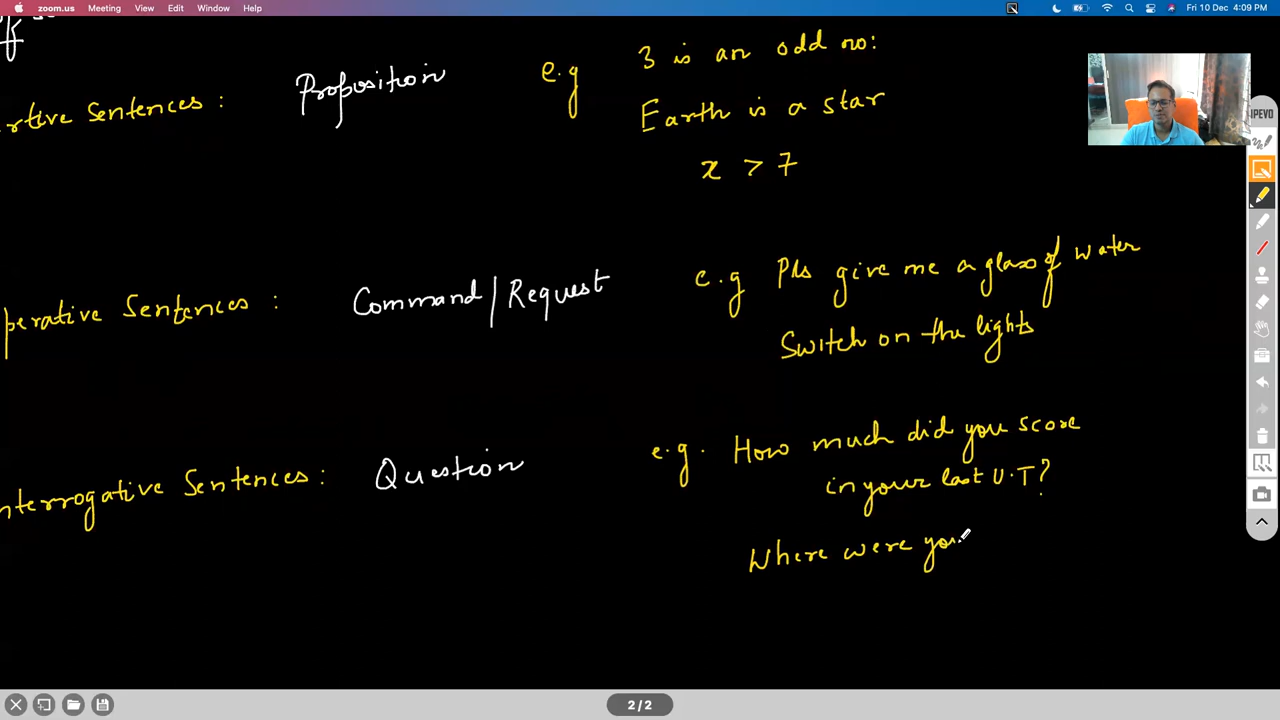 zoom.us Meeting View Edit Window Help Fri 10 Dec 4:09 PM
3 is an odd no:
rtive Sentences : Proposition e.g
Earth is a star
x > 7
IPEVO
perative Sentences : Command/Request e.g Pls give me a glass of water
Switch on the lights
nterrogative Sentences : Question e.g. How much did you score
in your last U.T?
Where were you
2/2